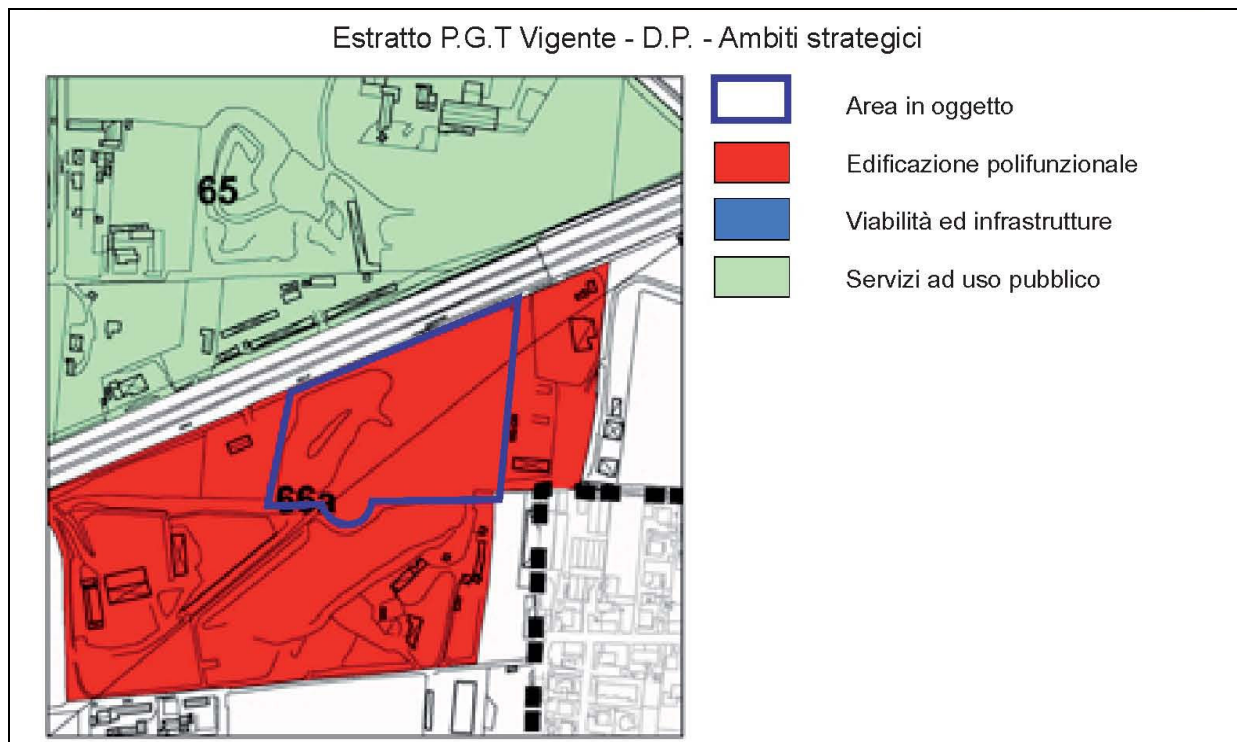 Estratto P.G.T Vigente - D.P. - Ambiti strategici
Area in oggetto
Edificazione polifunzionale
Viabilità ed infrastrutture
Servizi ad uso pubblico
65
66a